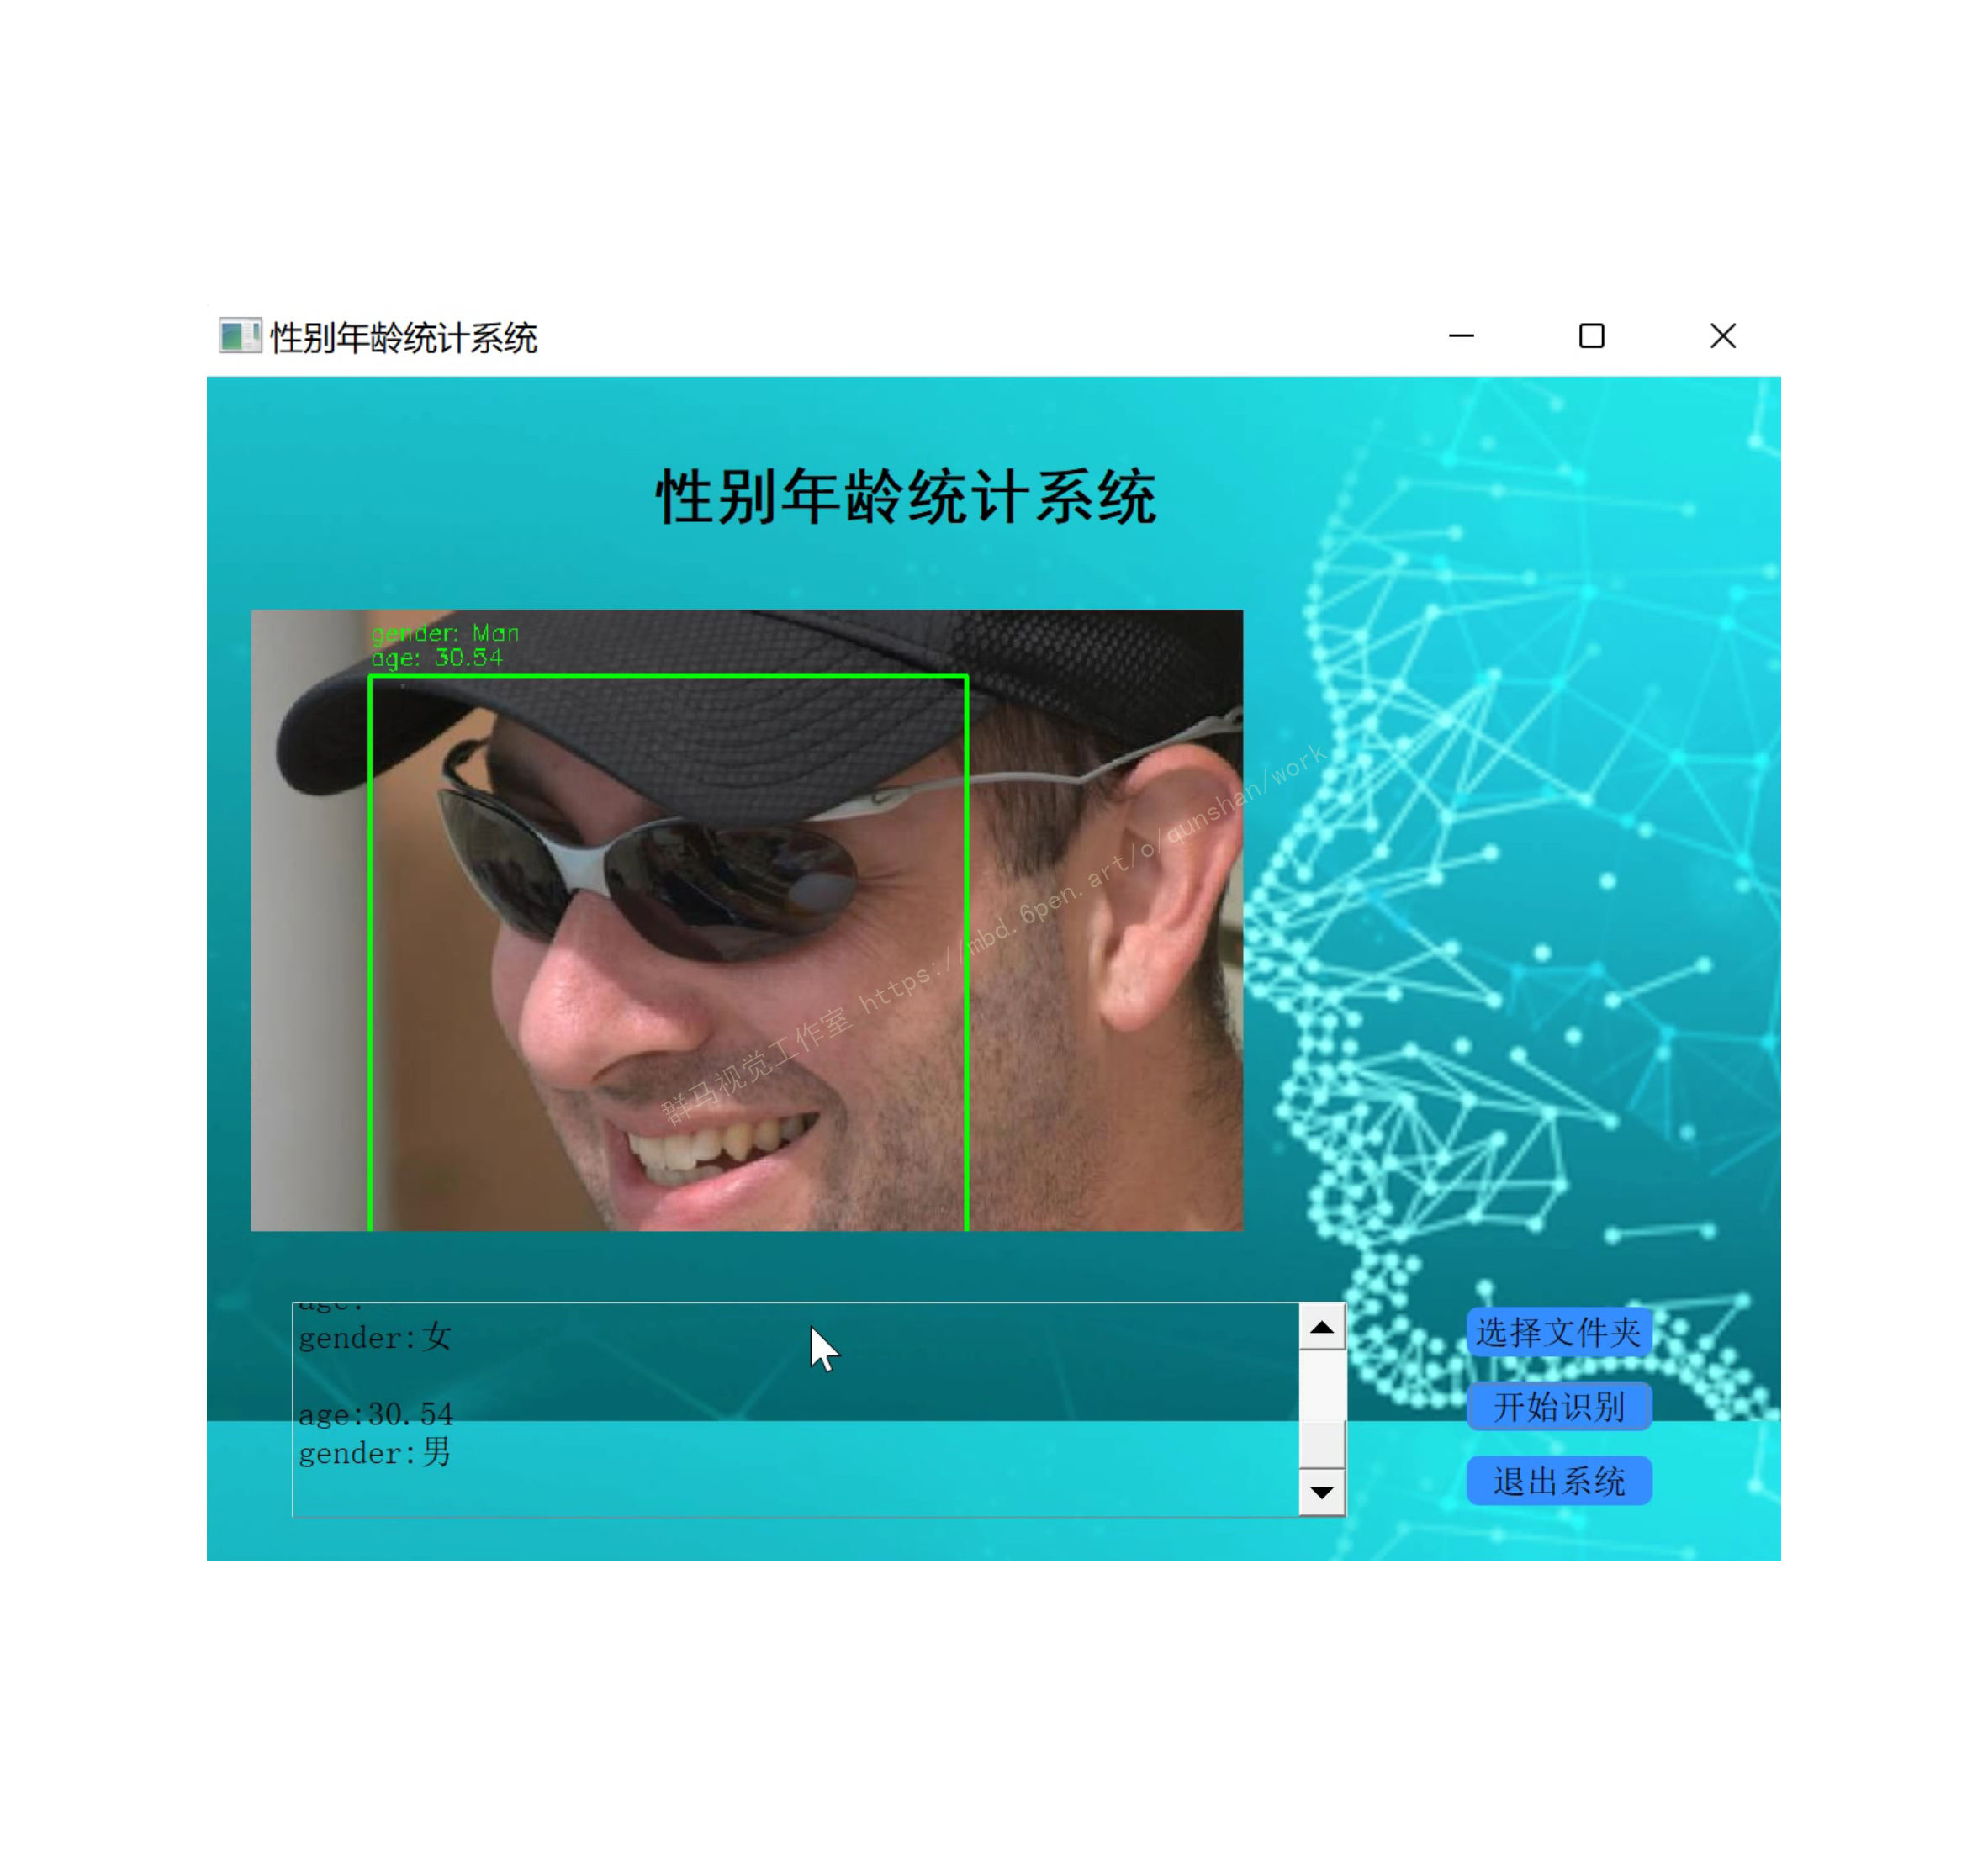 性别年龄统计系统
性别年龄统计系统
gender: Man
age: 30.54
群马视觉工作室 https://mbd.6pen.art/o/qunshan/work
age:
gender:女
age:30.54
gender:男
选择文件夹
开始识别
退出系统